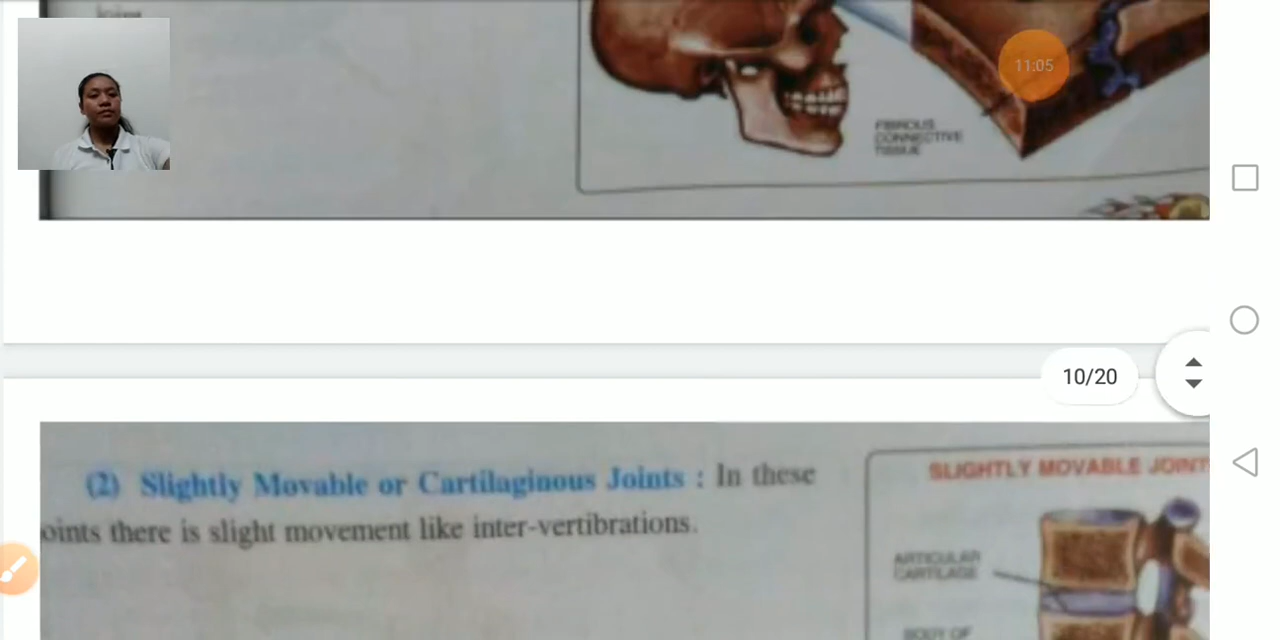 11:05
FIBROUS
CONNECTIVE
TISSUE
10/20
(2) Slightly Movable or Cartilaginous Joints : In these
oints there is slight movement like inter-vertibrations.
SLIGHTLY MOVABLE JOINT
ARTICULAR
CARTILAGE
BODY OF